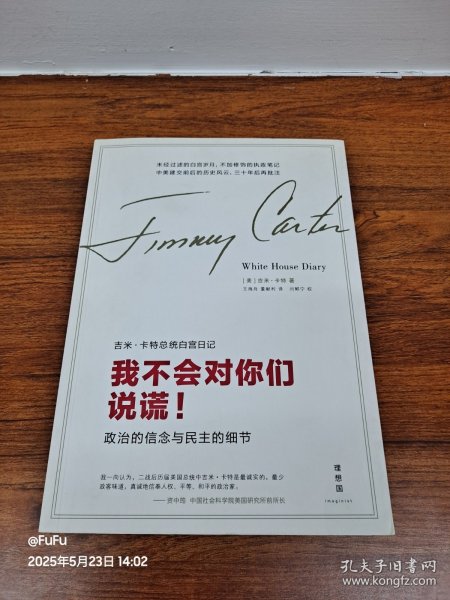 未经过滤的白宫岁月，不加修饰的执政笔记
中美建交前后的历史风云，三十年后再批注
Jimmy Carter
White House Diary
[美] 吉米·卡特 著
吉米·卡特总统白宫日记
我不会对你们
说谎！
政治的信念与民主的细节
我一向认为，二战后历届美国总统中吉米·卡特是最诚实的、最少
政客味道、真诚地信奉人权、平等、和平的政治家。
——资中筠 中国社会科学院美国研究所前所长
理想国
imaginist
@FuFu
2025年5月23日 14:02
孔夫子旧书网
www.kongfz.com